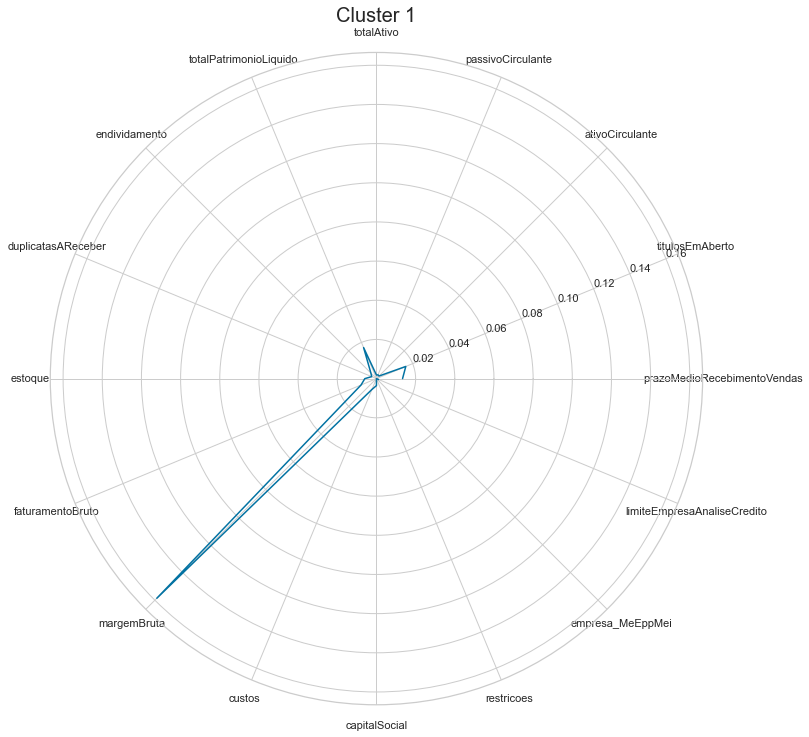 Cluster 1
totalAtivo
totalPatrimonioLiquido
passivoCirculante
endividamento
ativoCirculante
duplicatasAReceber
titulosEmAberto
0.16
0.14
0.12
0.10
0.08
0.06
0.04
0.02
estoque
prazoMedioRecebimentoVendas
faturamentoBruto
limiteEmpresaAnaliseCredito
margemBruta
empresa_MeEppMei
custos
restricoes
capitalSocial